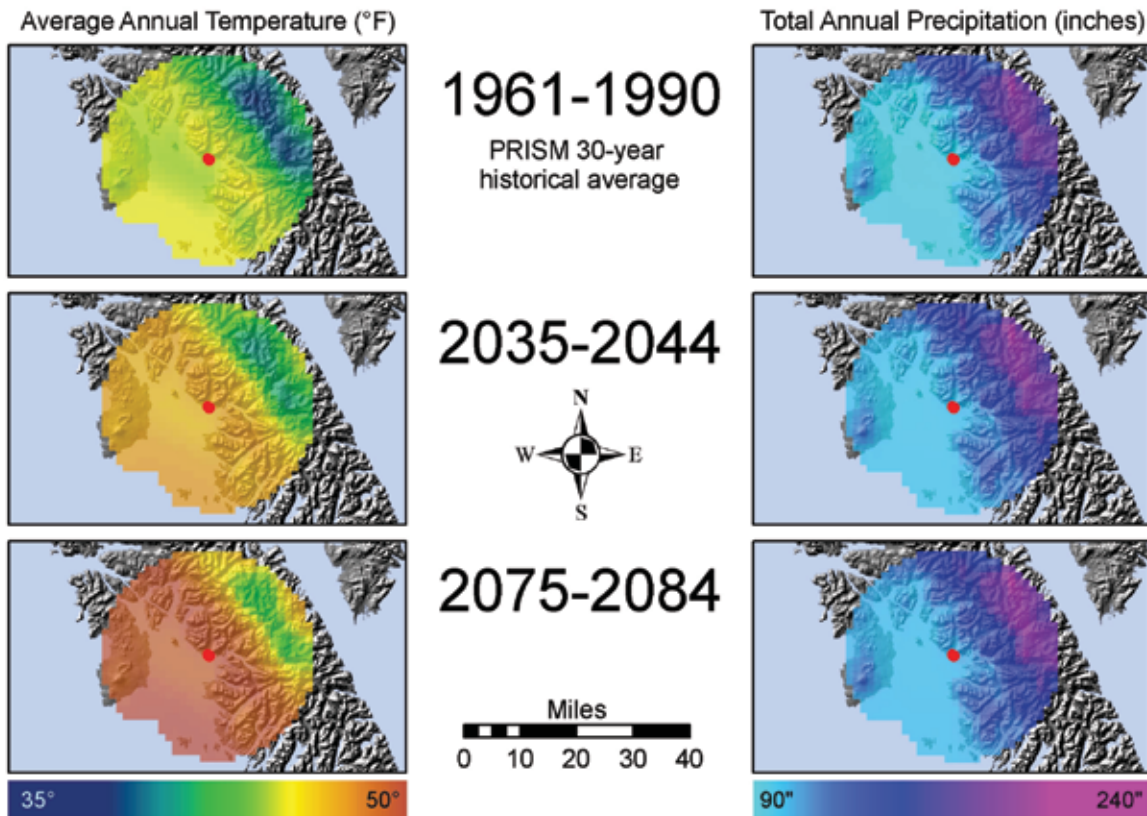 Average Annual Temperature (°F)
Total Annual Precipitation (inches)
1961-1990
PRISM 30-year
historical average
2035-2044
N
W E
S
2075-2084
Miles
0 10 20 30 40
35° 50°
90" 240"